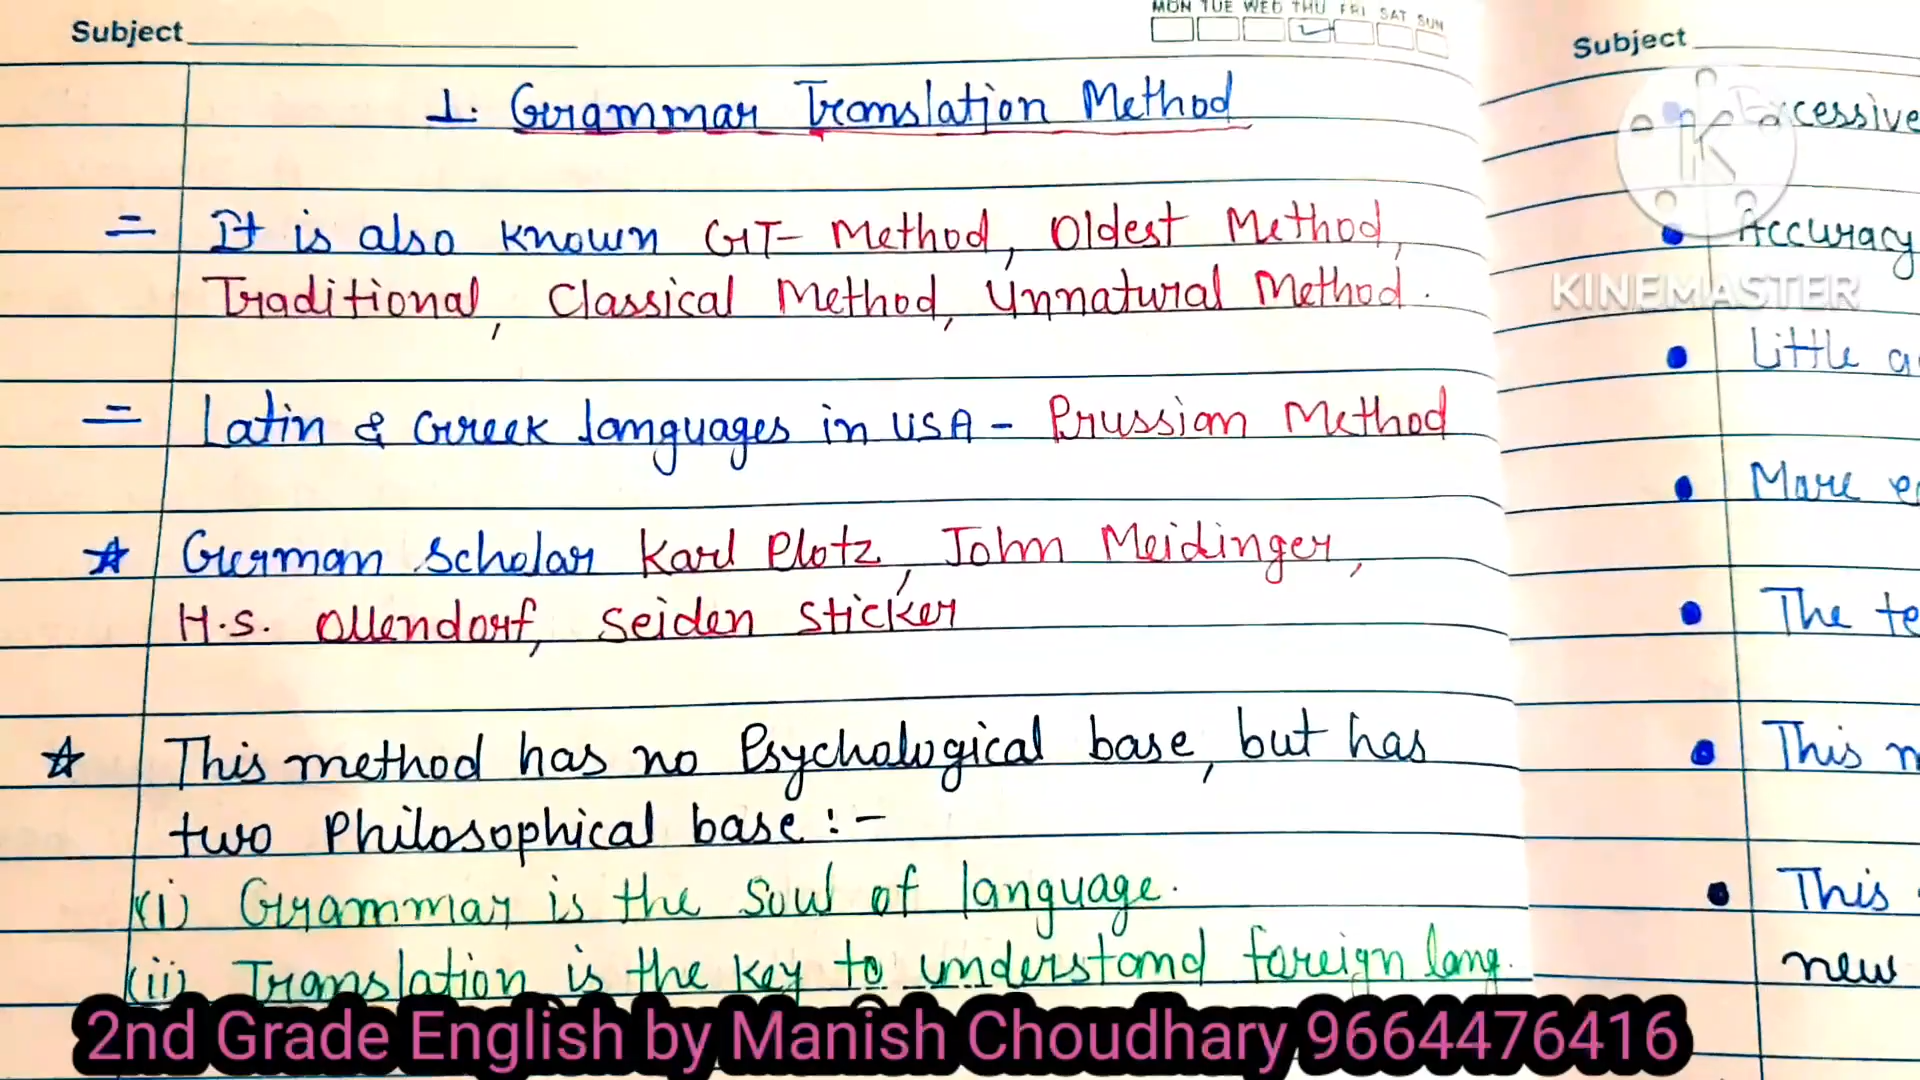 Subject
MON TUE WED THU FRI SAT SUN
1. Grammar Translation Method
= It is also known GT- Method, Oldest Method,
Traditional, Classical Method, Unnatural Method.
= Latin & Greek languages in USA - Prussian Method
☆ German scholar Karl Plotz, John Meidinger,
H.S. Ollendorf, Seiden sticker
☆ This method has no Psychological base, but has
two Philosophical base :-
(i) Grammar is the Soul of language.
(ii) Translation is the key to understand foreign lang.
Subject
Excessive
• Accuracy
KINEMASTER
• Little
• More
• The
• This
• This
new
2nd Grade English by Manish Choudhary 9664476416